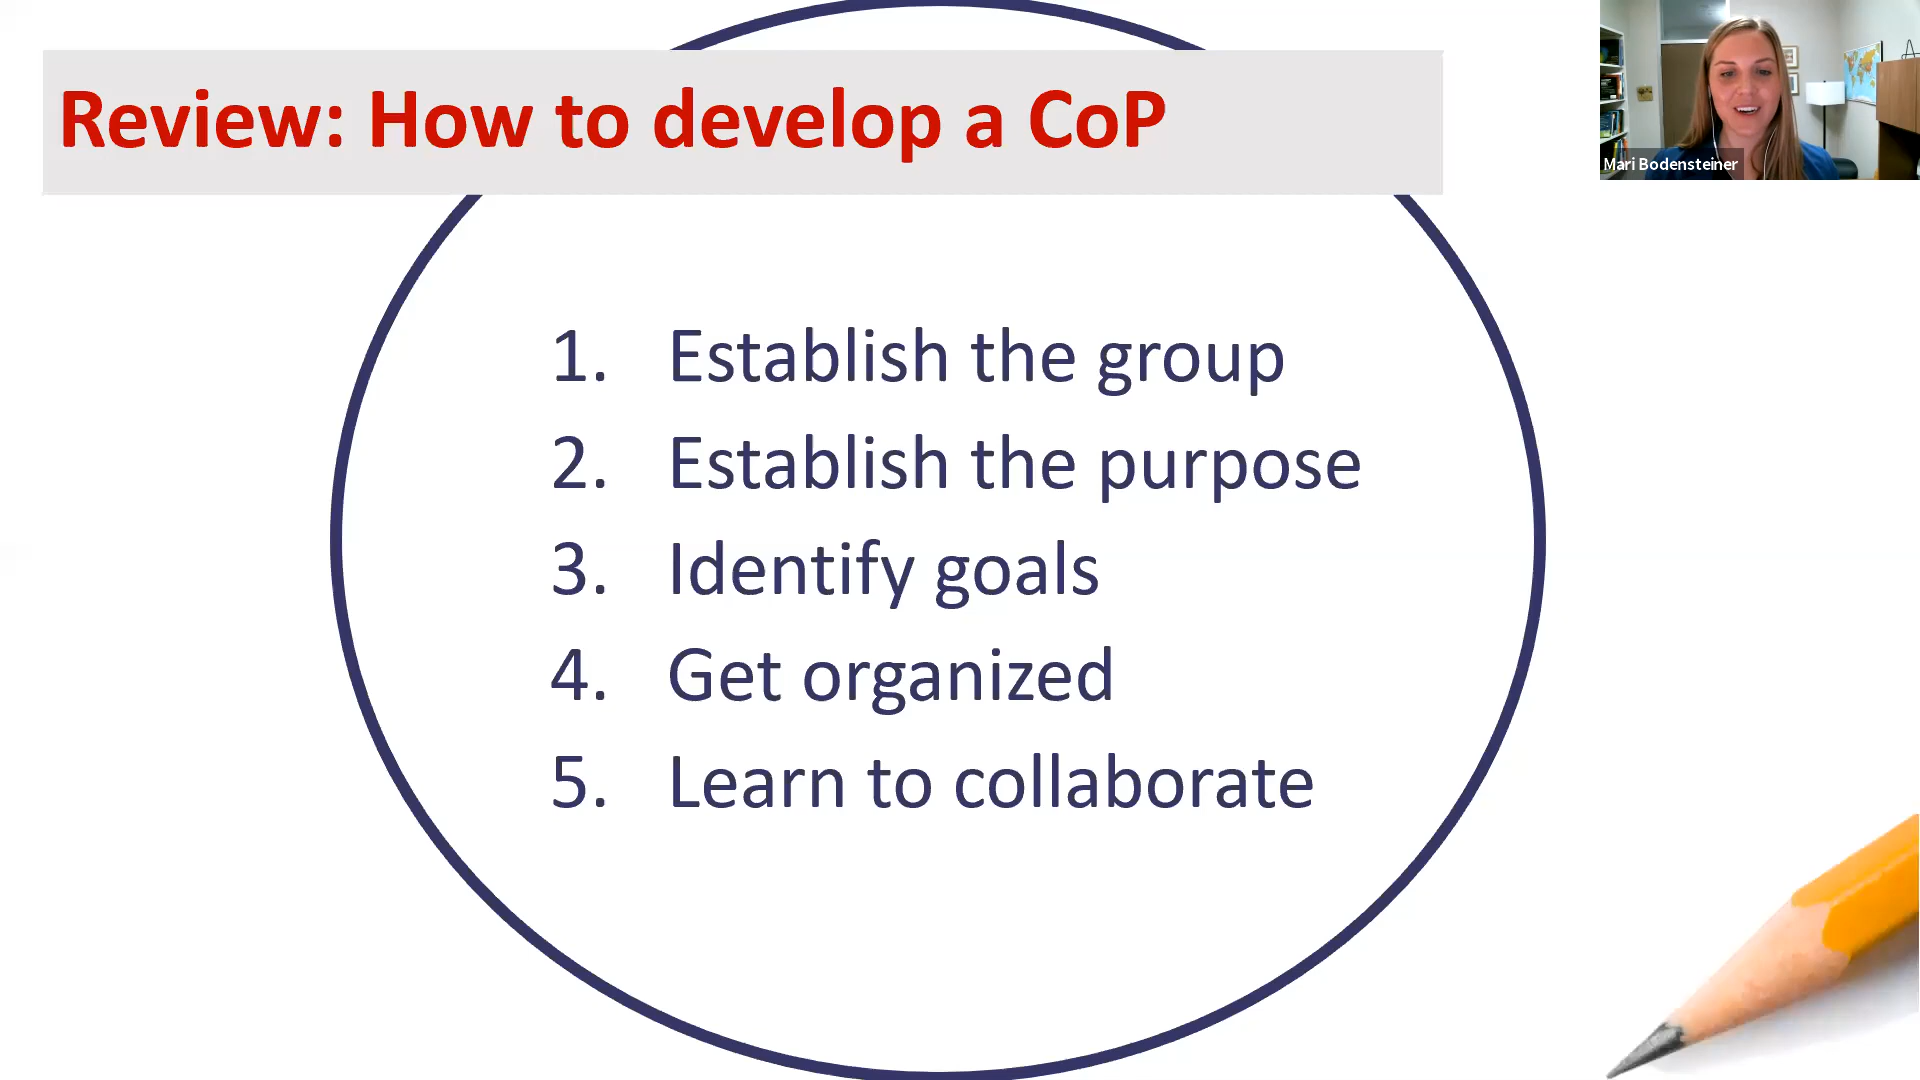 Review: How to develop a CoP
Mari Bodensteiner
1. Establish the group
2. Establish the purpose
3. Identify goals
4. Get organized
5. Learn to collaborate